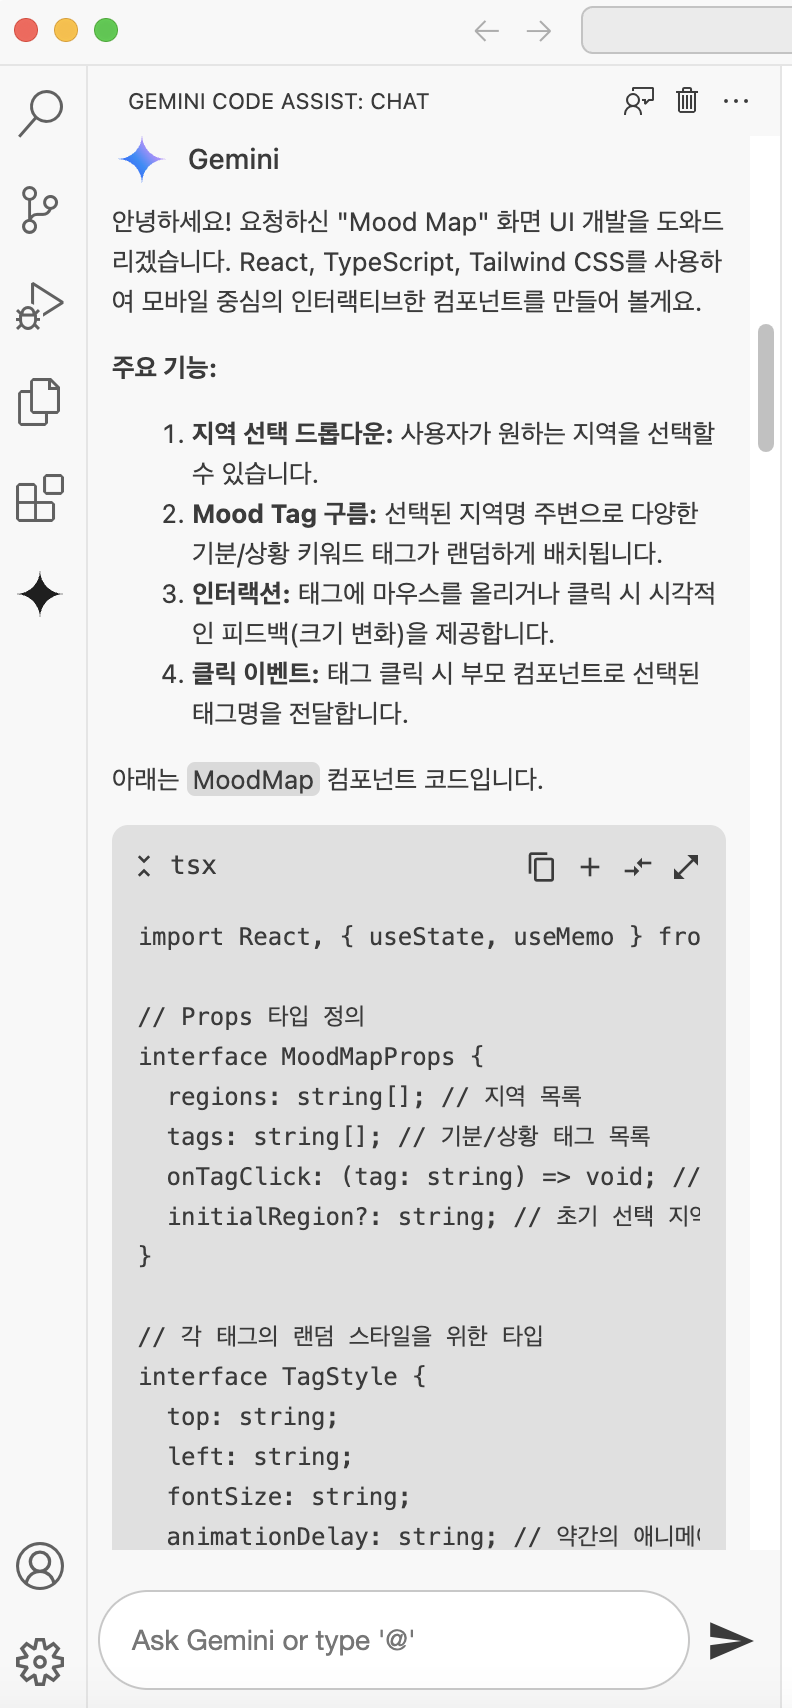 GEMINI CODE ASSIST: CHAT
Gemini
안녕하세요! 요청하신 "Mood Map" 화면 UI 개발을 도와드
리겠습니다. React, TypeScript, Tailwind CSS를 사용하
여 모바일 중심의 인터랙티브한 컴포넌트를 만들어 볼게요.
주요 기능:
1. 지역 선택 드롭다운: 사용자가 원하는 지역을 선택할
수 있습니다.
2. Mood Tag 구름: 선택된 지역명 주변으로 다양한
기분/상황 키워드 태그가 랜덤하게 배치됩니다.
3. 인터랙션: 태그에 마우스를 올리거나 클릭 시 시각적
인 피드백(크기 변화)을 제공합니다.
4. 클릭 이벤트: 태그 클릭 시 부모 컴포넌트로 선택된
태그명을 전달합니다.
아래는 MoodMap 컴포넌트 코드입니다.
tsx
import React, { useState, useMemo } fro
// Props 타입 정의
interface MoodMapProps {
regions: string[]; // 지역 목록
tags: string[]; // 기분/상황 태그 목록
onTagClick: (tag: string) => void; //
initialRegion?: string; // 초기 선택 지역
}
// 각 태그의 랜덤 스타일을 위한 타입
interface TagStyle {
top: string;
left: string;
fontSize: string;
animationDelay: string; // 약간의 애니메이
Ask Gemini or type '@'